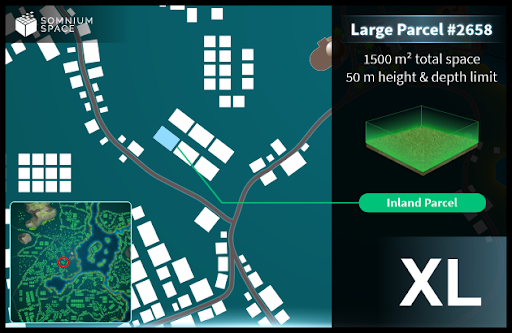 SOMNIUM
SPACE
Large Parcel #2658
1500 m² total space
50 m height & depth limit
Inland Parcel
XL